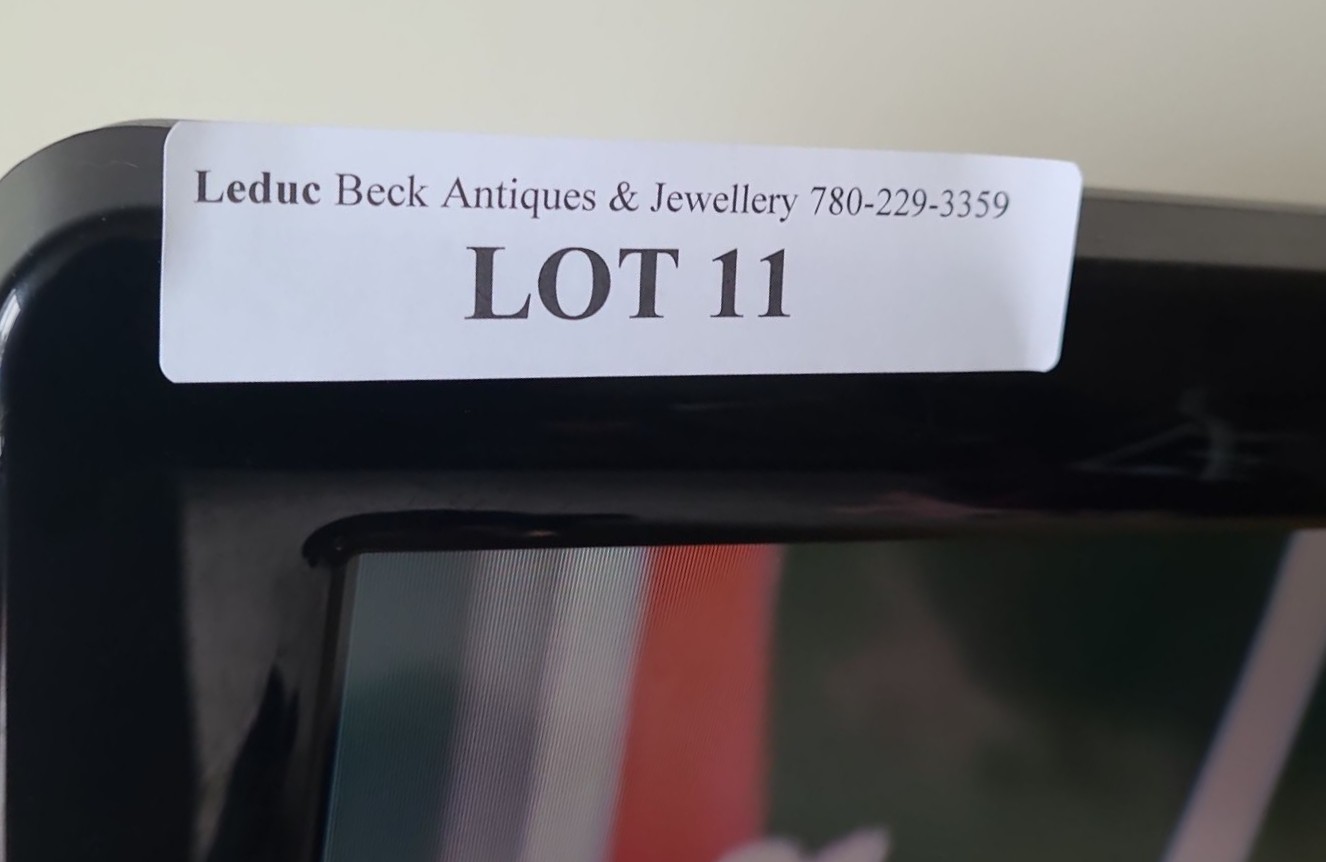 Leduc Beck Antiques & Jewellery 780-229-3359
LOT 11